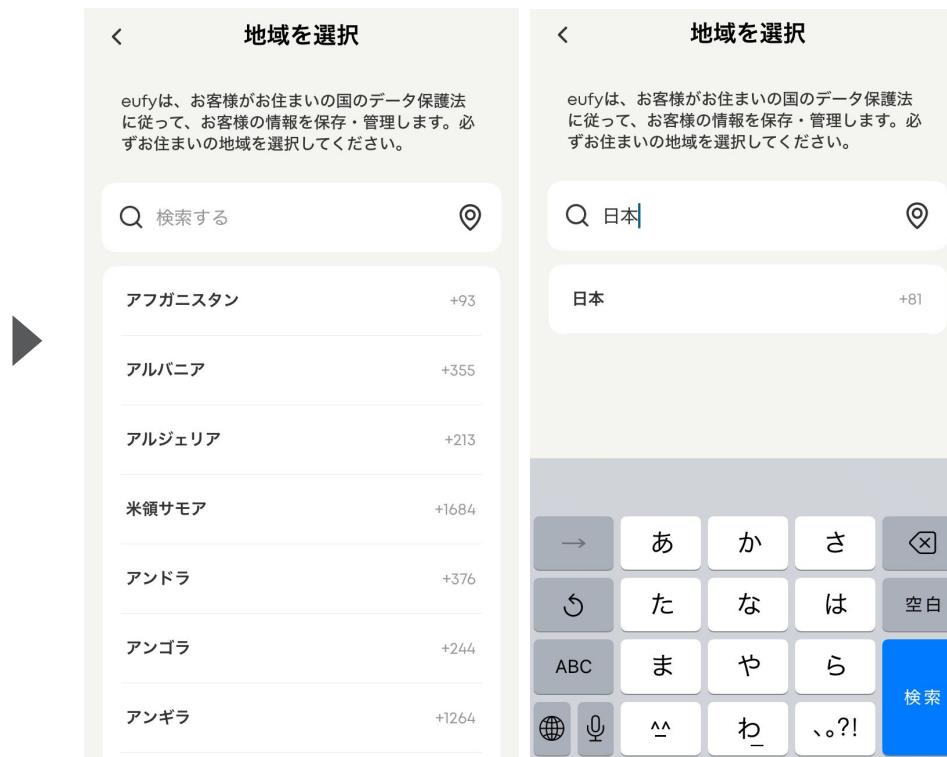 地域を選択
eufyは、お客様がお住まいの国のデータ保護法
に従って、お客様の情報を保存・管理します。必
ずお住まいの地域を選択してください。
検索する
アフガニスタン +93
アルバニア +355
アルジェリア +213
米領サモア +1684
アンドラ +376
アンゴラ +244
アンギラ +1264
地域を選択
eufyは、お客様がお住まいの国のデータ保護法
に従って、お客様の情報を保存・管理します。必
ずお住まいの地域を選択してください。
日本
日本 +81
→ あ か さ
た な は 空白
ABC ま や ら
検索
^^ わ_ 、。?!